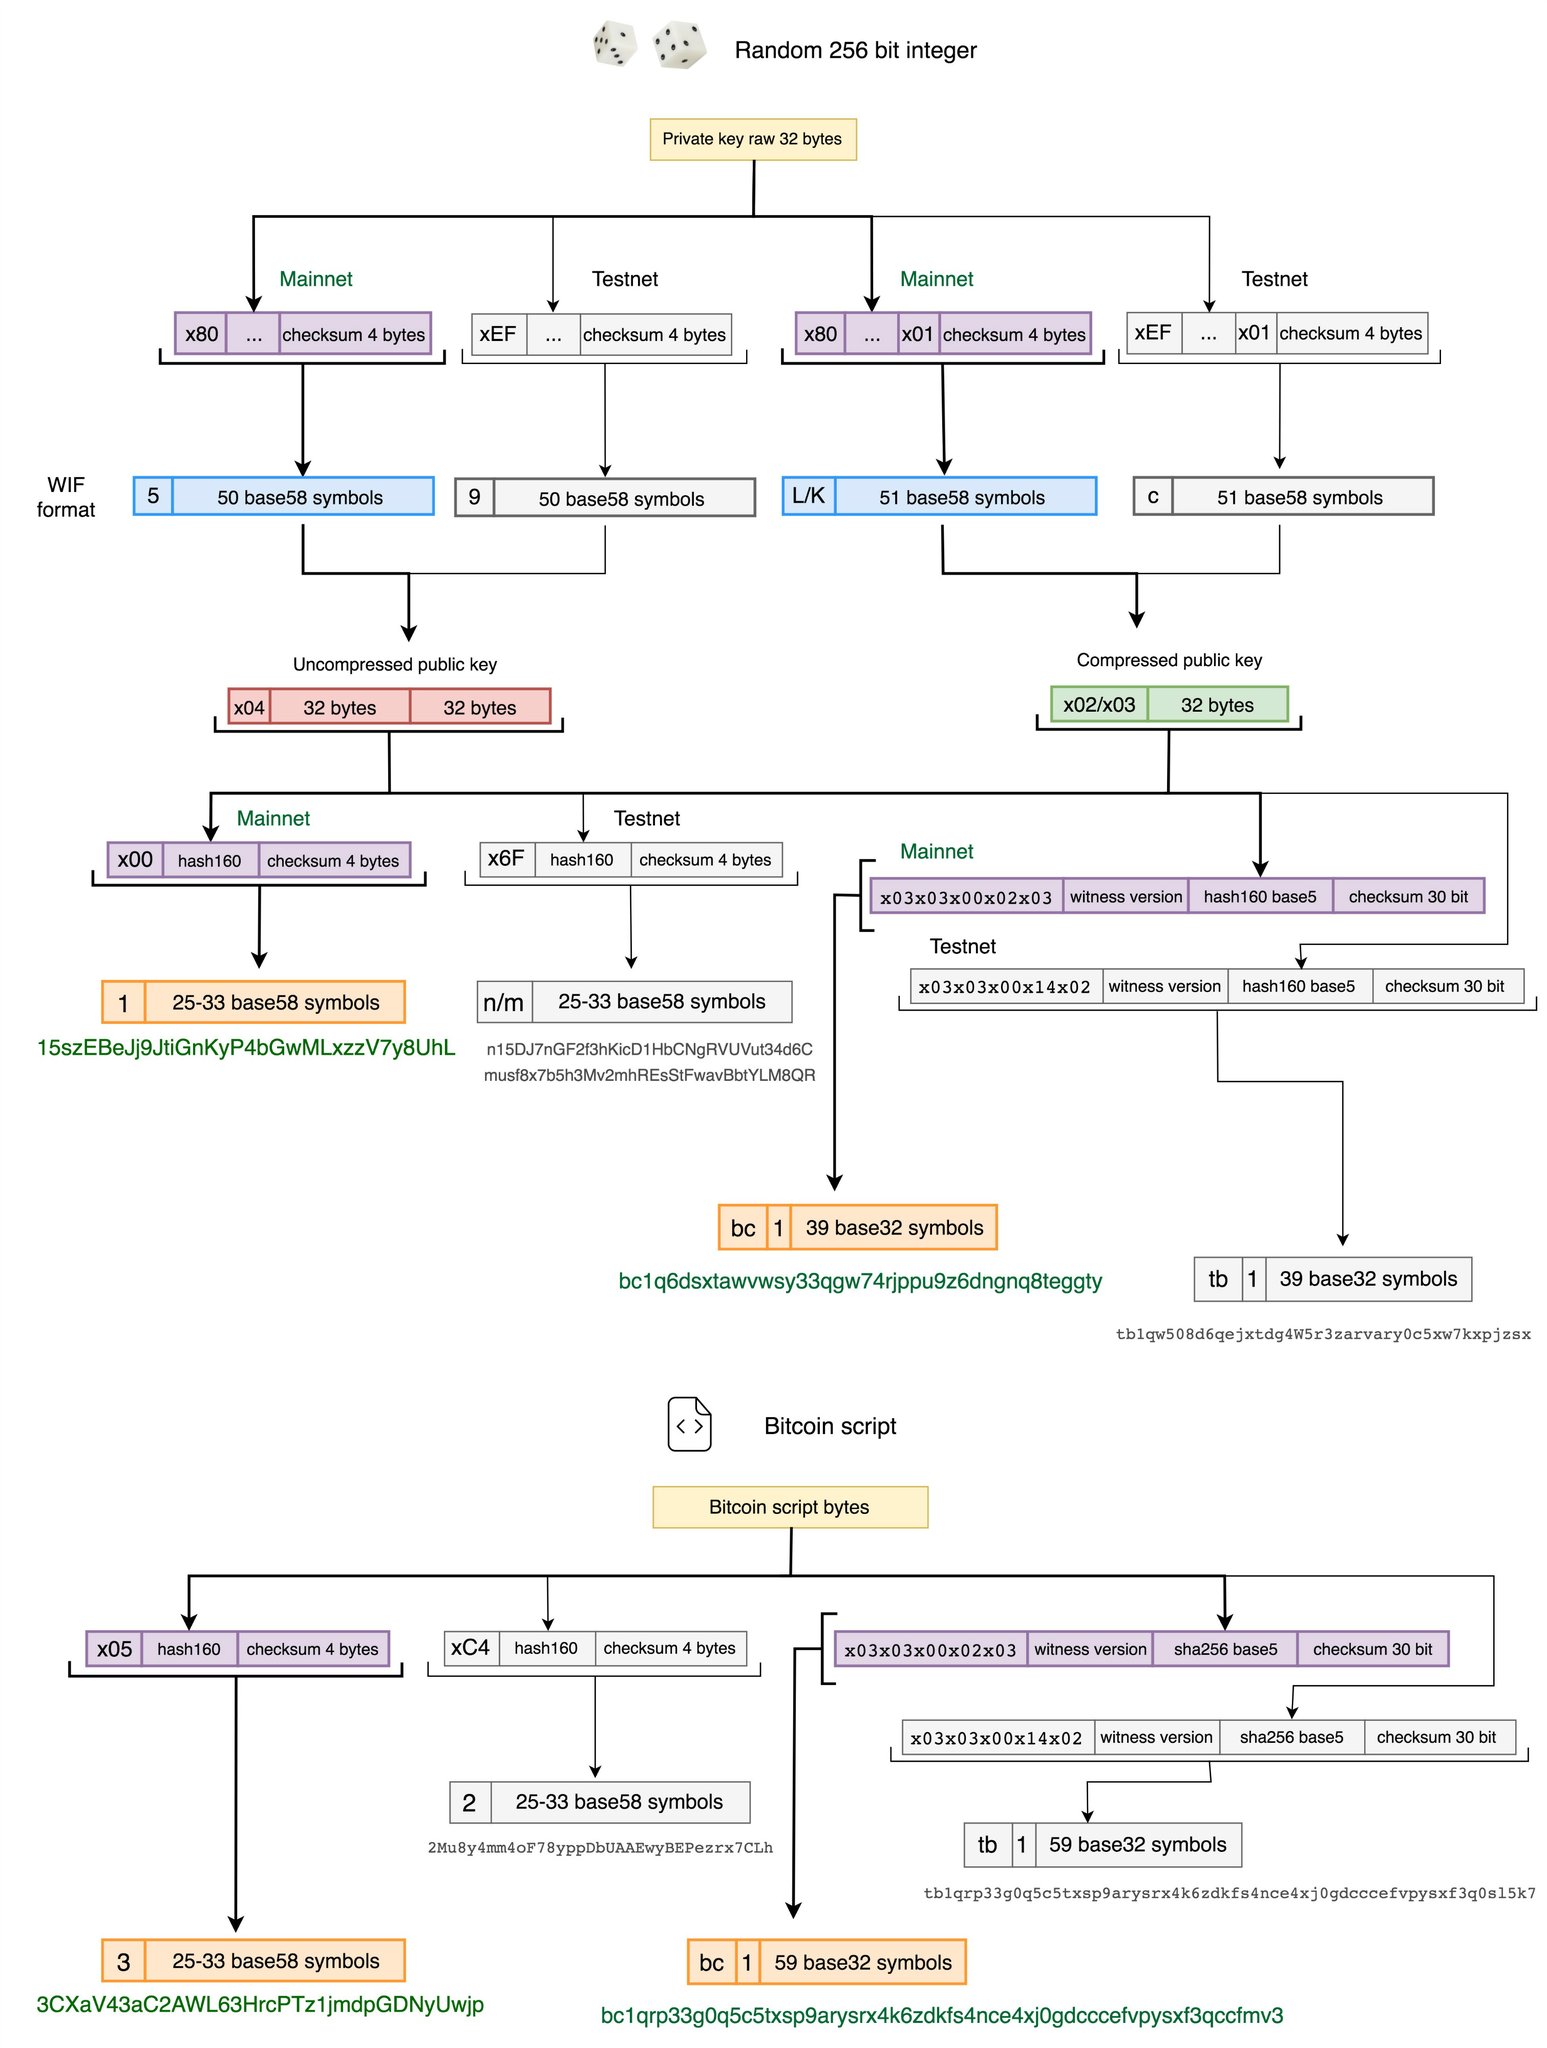 Random 256 bit integer
Private key raw 32 bytes
Mainnet
Testnet
Mainnet
Testnet
x80 ... checksum 4 bytes
xEF ... checksum 4 bytes
x80 ... x01 checksum 4 bytes
xEF ... x01 checksum 4 bytes
WIF
format
5 50 base58 symbols
9 50 base58 symbols
L/K 51 base58 symbols
c 51 base58 symbols
Uncompressed public key
Compressed public key
x04 32 bytes 32 bytes
x02/x03 32 bytes
Mainnet
Testnet
x00 hash160 checksum 4 bytes
x6F hash160 checksum 4 bytes
Mainnet
x03x03x00x02x03 witness version hash160 base5 checksum 30 bit
Testnet
x03x03x00x14x02 witness version hash160 base5 checksum 30 bit
1 25-33 base58 symbols
n/m 25-33 base58 symbols
15szEBeJj9JtiGnKyP4bGwMLxzzV7y8UhL
n15DJ7nGF2f3hKicD1HbCNgRVUVut34d6C
musf8x7b5h3Mv2mhREsStFwavBbtYLM8QR
bc 1 39 base32 symbols
bc1q6dsxtawvwsy33qgw74rjppu9z6dngnq8teggty
tb 1 39 base32 symbols
tb1qw508d6qejxtdg4W5r3zarvary0c5xw7kxpjzsx
Bitcoin script
Bitcoin script bytes
x05 hash160 checksum 4 bytes
xC4 hash160 checksum 4 bytes
x03x03x00x02x03 witness version sha256 base5 checksum 30 bit
x03x03x00x14x02 witness version sha256 base5 checksum 30 bit
2 25-33 base58 symbols
2Mu8y4mm4oF78yppDbUAAEwyBEPezrx7CLh
tb 1 59 base32 symbols
tb1qrp33g0q5c5txsp9arysrx4k6zdkfs4nce4xj0gdcccefvpysxf3q0sl5k7
3 25-33 base58 symbols
3CXaV43aC2AWL63HrcPTz1jmdpGDNyUwjp
bc 1 59 base32 symbols
bc1qrp33g0q5c5txsp9arysrx4k6zdkfs4nce4xj0gdcccefvpysxf3qccfmv3